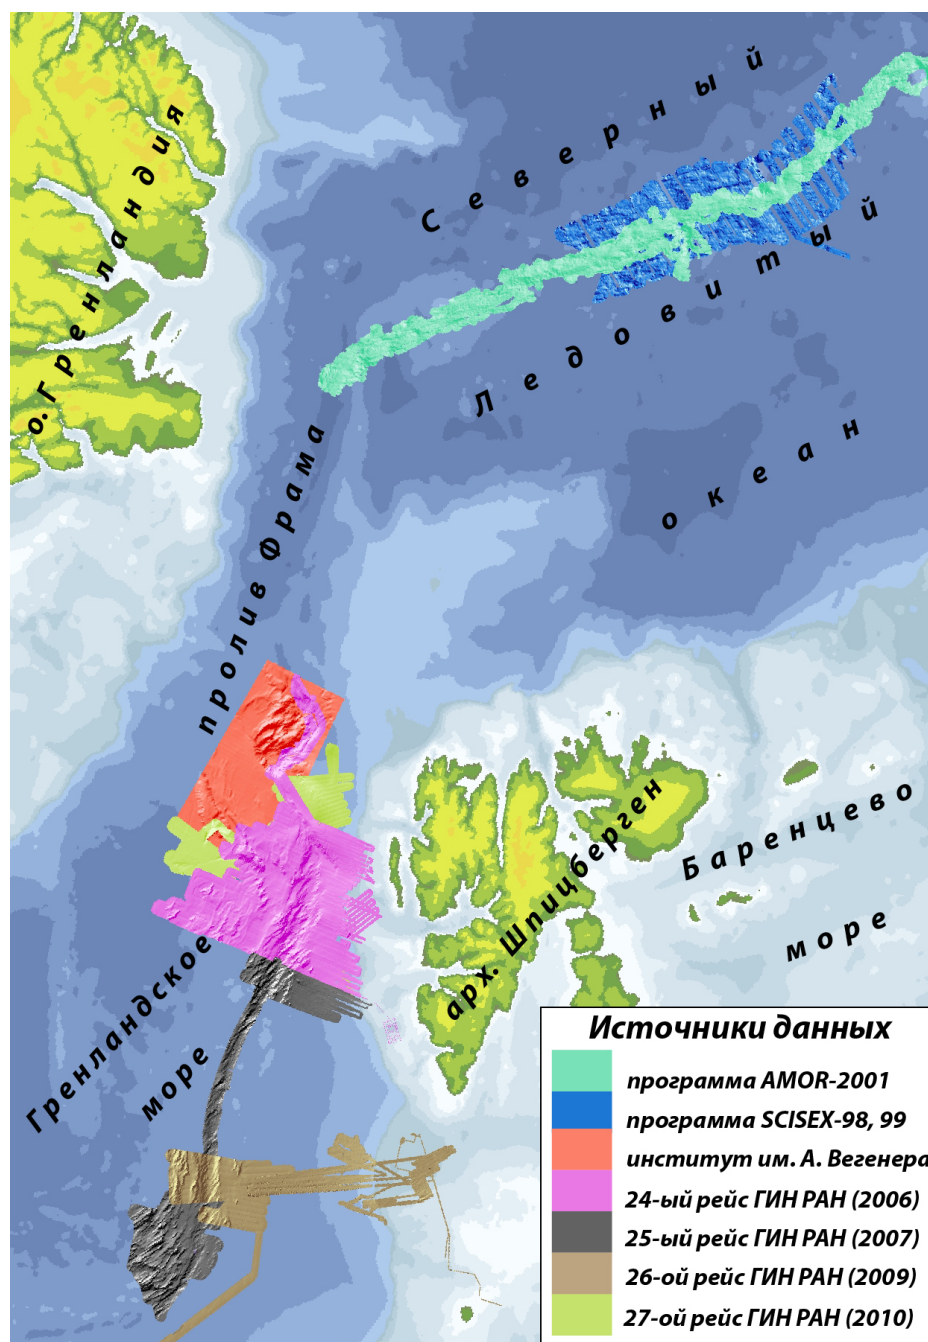 Северный
Ледовитый
океан
о. Гренландия
пролив Фрама
Баренцево
море
арх. Шпицберген
Гренландское
море
Источники данных
программа AMOR-2001
программа SCISEX-98, 99
институт им. А. Вегенера
24-ый рейс ГИН РАН (2006)
25-ый рейс ГИН РАН (2007)
26-ой рейс ГИН РАН (2009)
27-ой рейс ГИН РАН (2010)